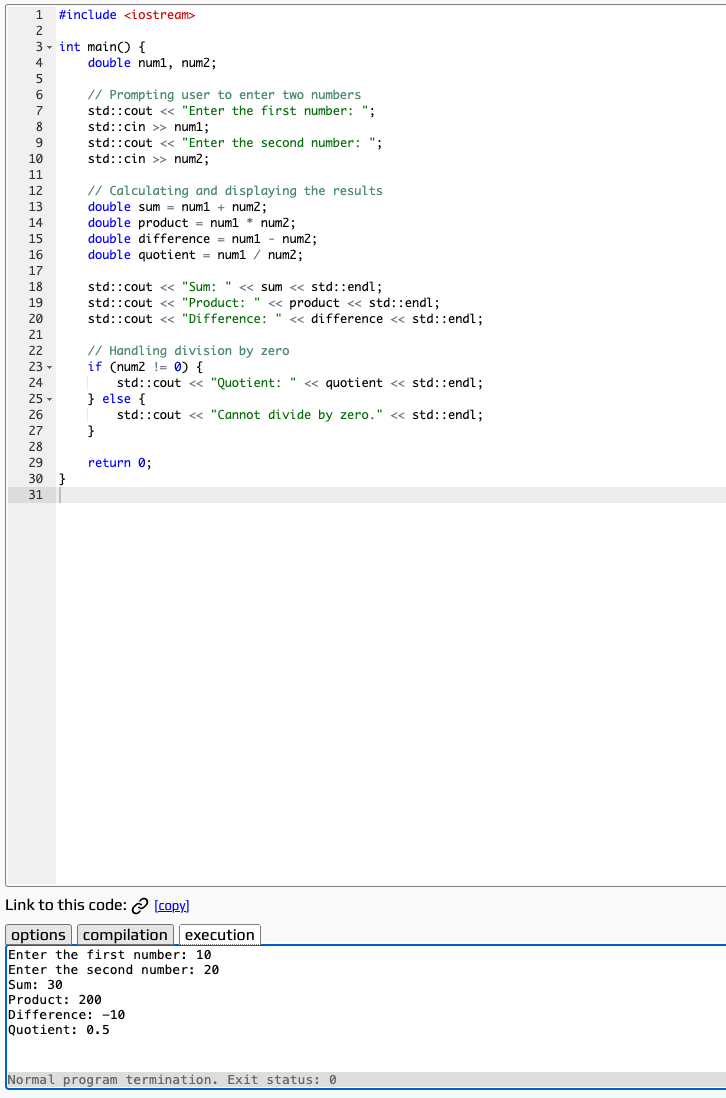 1 #include <iostream>
2
3 int main() {
4     double num1, num2;
5
6     // Prompting user to enter two numbers
7     std::cout << "Enter the first number: ";
8     std::cin >> num1;
9     std::cout << "Enter the second number: ";
10     std::cin >> num2;
11
12     // Calculating and displaying the results
13     double sum = num1 + num2;
14     double product = num1 * num2;
15     double difference = num1 - num2;
16     double quotient = num1 / num2;
17
18     std::cout << "Sum: " << sum << std::endl;
19     std::cout << "Product: " << product << std::endl;
20     std::cout << "Difference: " << difference << std::endl;
21
22     // Handling division by zero
23     if (num2 != 0) {
24         std::cout << "Quotient: " << quotient << std::endl;
25     } else {
26         std::cout << "Cannot divide by zero." << std::endl;
27     }
28
29     return 0;
30 }
31
Link to this code: [copy]
options compilation execution
Enter the first number: 10
Enter the second number: 20
Sum: 30
Product: 200
Difference: -10
Quotient: 0.5
Normal program termination. Exit status: 0